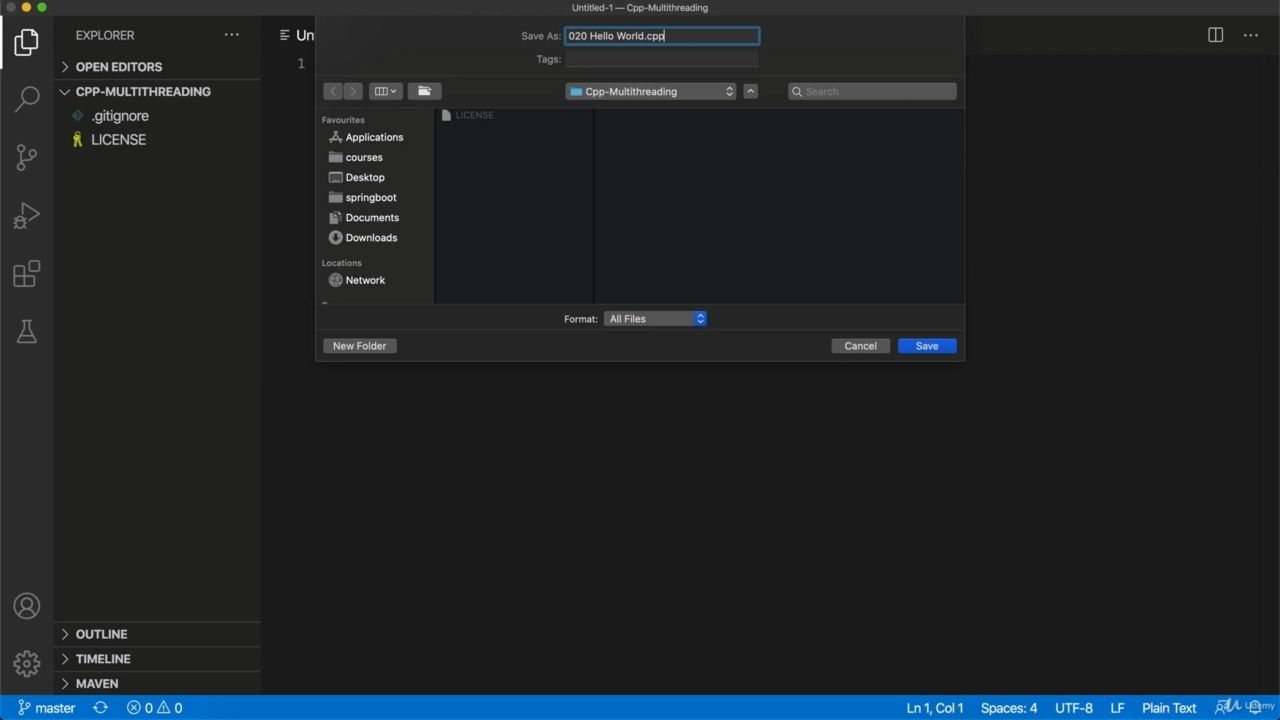 Untitled-1 — Cpp-Multithreading
EXPLORER
OPEN EDITORS
CPP-MULTITHREADING
.gitignore
LICENSE
OUTLINE
TIMELINE
MAVEN
Un
1
Save As: 020 Hello World.cpp
Tags:
Cpp-Multithreading
Search
Favourites
Applications
courses
Desktop
springboot
Documents
Downloads
Locations
Network
LICENSE
Format: All Files
New Folder
Cancel
Save
master
0
0
Ln 1, Col 1
Spaces: 4
UTF-8
LF
Plain Text
Udemy